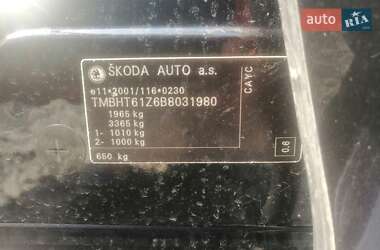 auto RIA
ŠKODA AUTO a.s.
e11*2001/116*0230
TMBHT61Z6B8031980
1965 kg
3365 kg
1- 1010 kg
2- 1000 kg
650 kg
CAYC
0.6